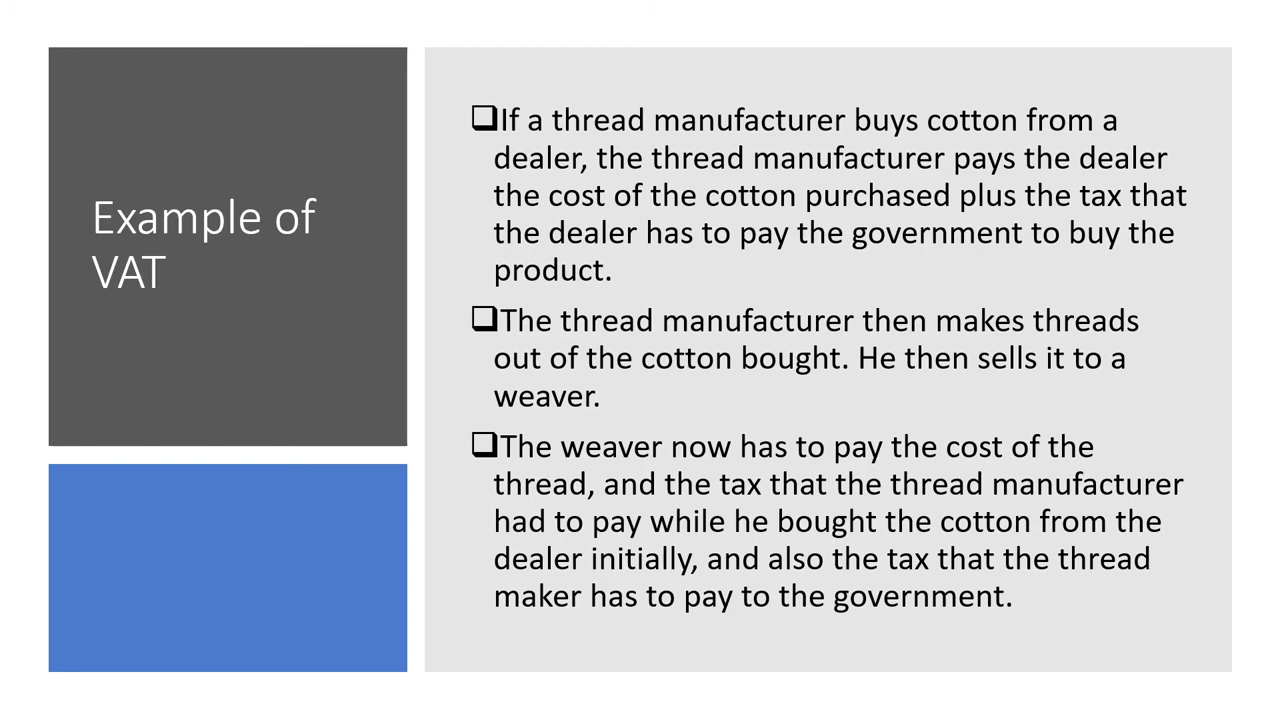 Example of
VAT
❑If a thread manufacturer buys cotton from a
dealer, the thread manufacturer pays the dealer
the cost of the cotton purchased plus the tax that
the dealer has to pay the government to buy the
product.
❑The thread manufacturer then makes threads
out of the cotton bought. He then sells it to a
weaver.
❑The weaver now has to pay the cost of the
thread, and the tax that the thread manufacturer
had to pay while he bought the cotton from the
dealer initially, and also the tax that the thread
maker has to pay to the government.